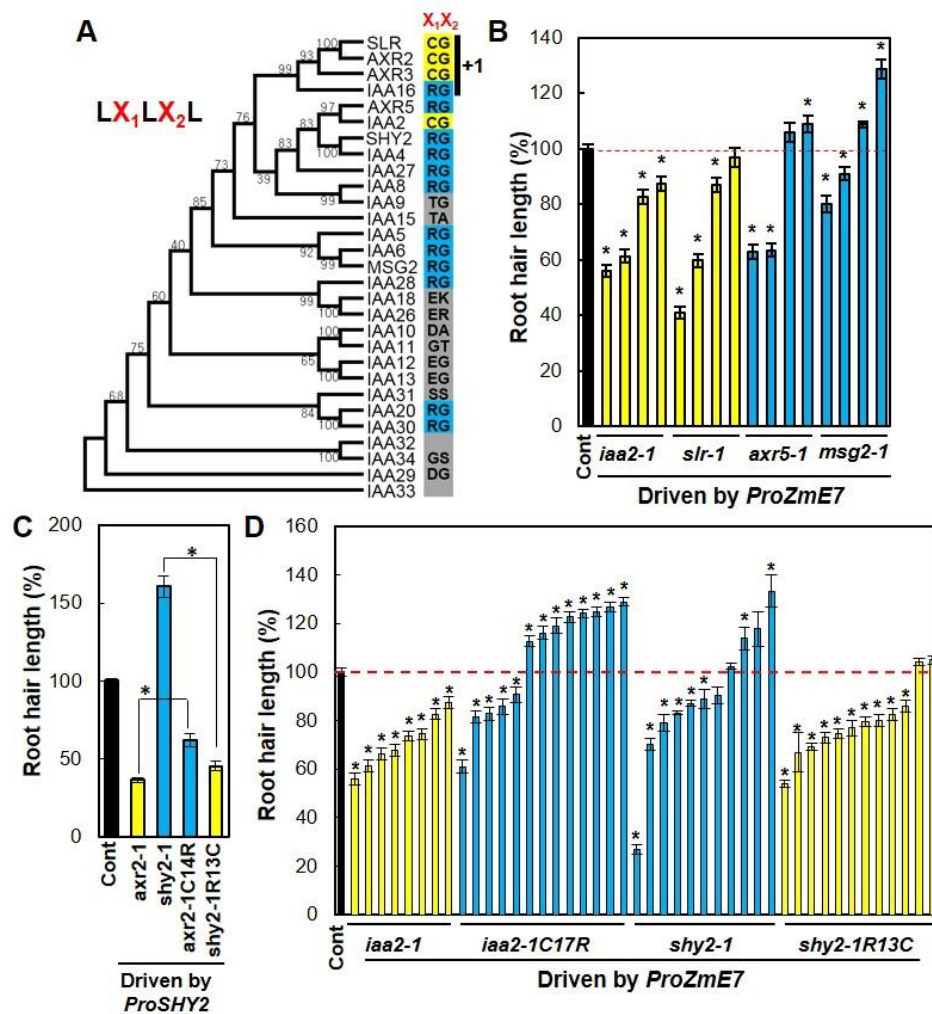 A
X₁X₂
LX₁LX₂L
+1
SLR CG
AXR2 CG
AXR3 CG
IAA16 RG
AXR5 RG
IAA2 CG
SHY2 RG
IAA4 RG
IAA27 RG
IAA8 RG
IAA9 TG
IAA15 TA
IAA5 RG
IAA6 RG
MSG2 RG
IAA28 RG
IAA18 EK
IAA26 ER
IAA10 DA
IAA11 GT
IAA12 EG
IAA13 EG
IAA31 SS
IAA20 RG
IAA30 RG
IAA32
IAA34 GS
IAA29 DG
IAA33
100
93
99
76
97
83
100
83
39
99
73
85
92
99
40
99
100
60
100
65
100
75
84
100
68
100
B
Root hair length (%)
140
120
100
80
60
40
20
0
* * * * * * * * * * * * * *
Cont iaa2-1 slr-1 axr5-1 msg2-1
Driven by ProZmE7
C
Root hair length (%)
200
150
100
50
0
* *
Cont
axr2-1
shy2-1
axr2-1C14R
shy2-1R13C
Driven by
ProSHY2
D
Root hair length (%)
160
140
120
100
80
60
40
20
0
Cont iaa2-1 iaa2-1C17R shy2-1 shy2-1R13C
Driven by ProZmE7